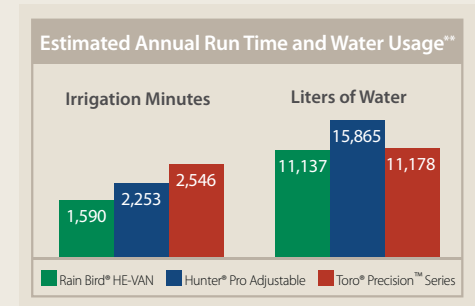 Estimated Annual Run Time and Water Usage**
Irrigation Minutes
Liters of Water
1,590
2,253
2,546
11,137
15,865
11,178
Rain Bird® HE-VAN
Hunter® Pro Adjustable
Toro® Precision™ Series